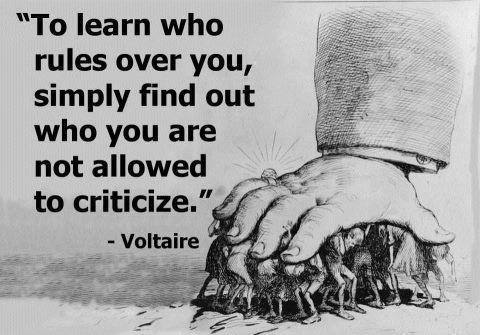 “To learn who
rules over you,
simply find out
who you are
not allowed
to criticize.”
- Voltaire